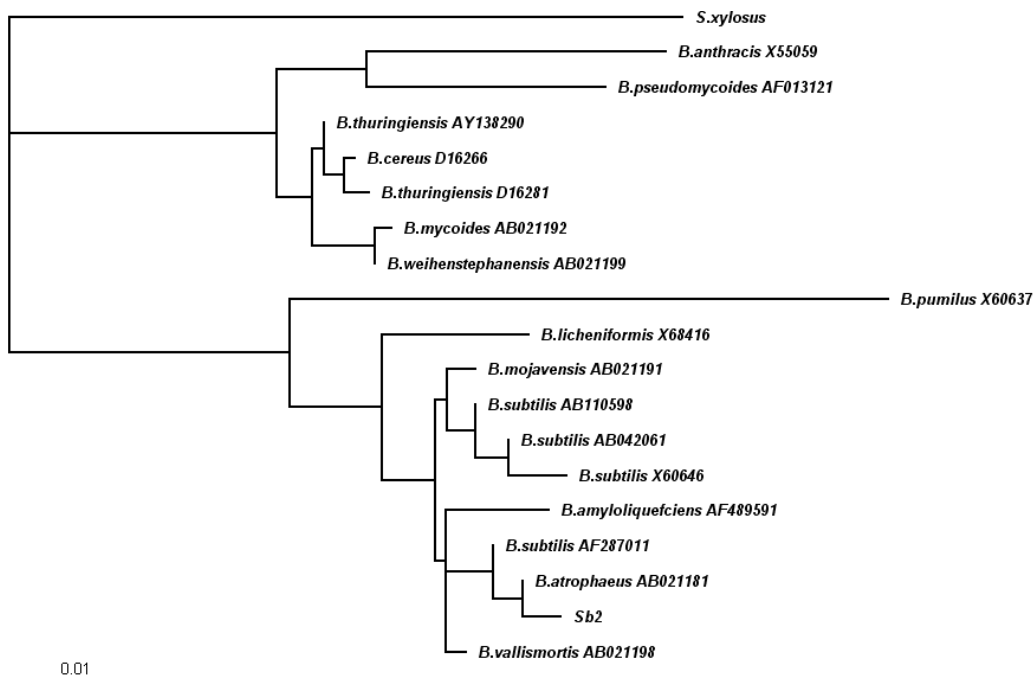 S.xylosus
B.anthracis X55059
B.pseudomycoides AF013121
B.thuringiensis AY138290
B.cereus D16266
B.thuringiensis D16281
B.mycoides AB021192
B.weihenstephanensis AB021199
B.pumilus X60637
B.licheniformis X68416
B.mojavensis AB021191
B.subtilis AB110598
B.subtilis AB042061
B.subtilis X60646
B.amyloliquefciens AF489591
B.subtilis AF287011
B.atrophaeus AB021181
Sb2
B.vallismortis AB021198
0.01